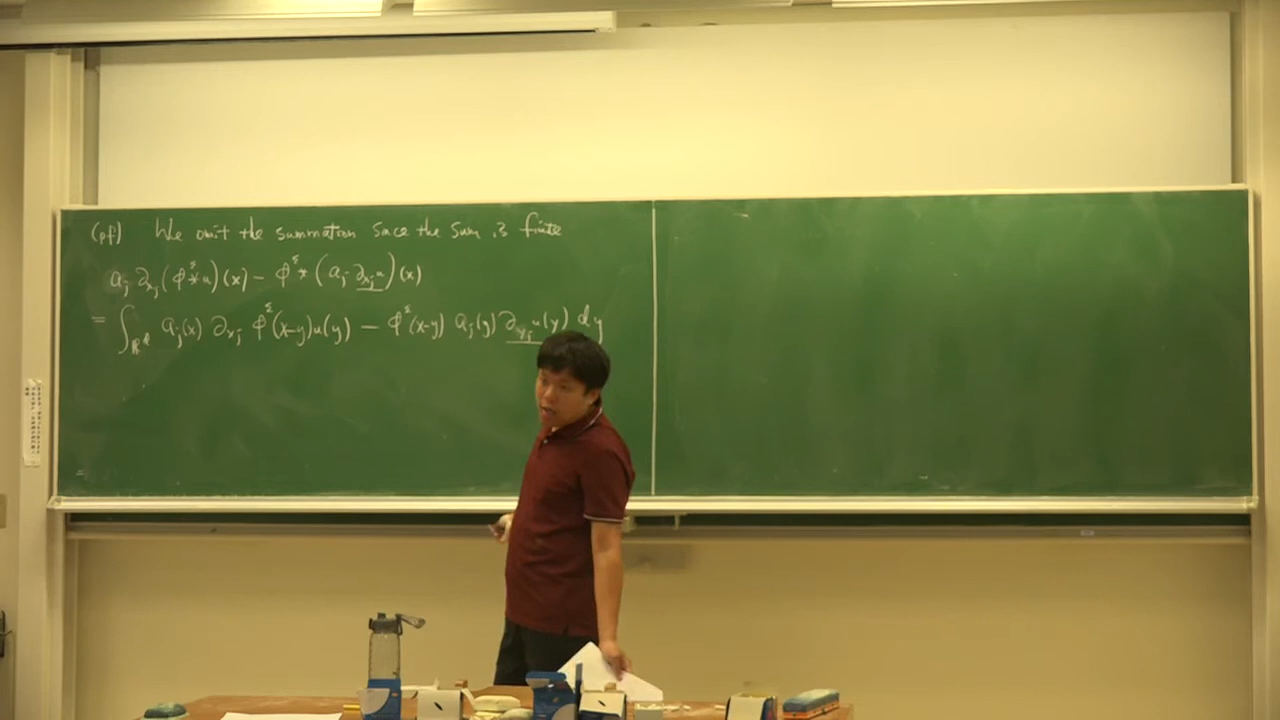 (pf) We omit the summation since the sum is finite
a_j ∂_{x_j} (ϕ^ε * u)(x) − ϕ^ε * (a_j ∂_{x_j} u)(x)
= ∫_{ℝ^d} a_j(x) ∂_{x_j} ϕ^ε(x−y) u(y) − ϕ^ε(x−y) a_j(y) ∂_{y_j} u(y) dy